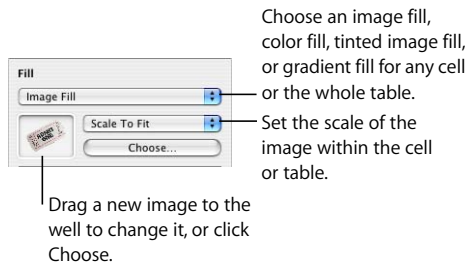 Choose an image fill,
color fill, tinted image fill,
or gradient fill for any cell
or the whole table.
Fill
Image Fill
Scale To Fit
Choose...
ADMIT
ONE
Set the scale of the
image within the cell
or table.
Drag a new image to the
well to change it, or click
Choose.